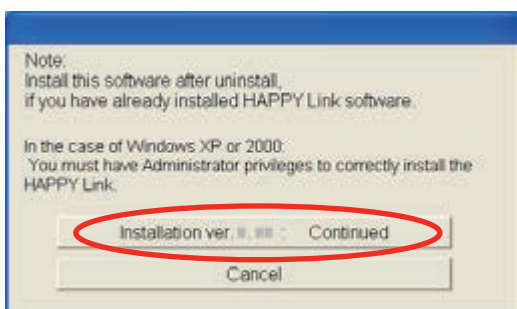 Note:
Install this software after uninstall,
if you have already installed HAPPY Link software.
In the case of Windows XP or 2000:
You must have Administrator privileges to correctly install the
HAPPY Link.
Installation ver. : Continued
Cancel